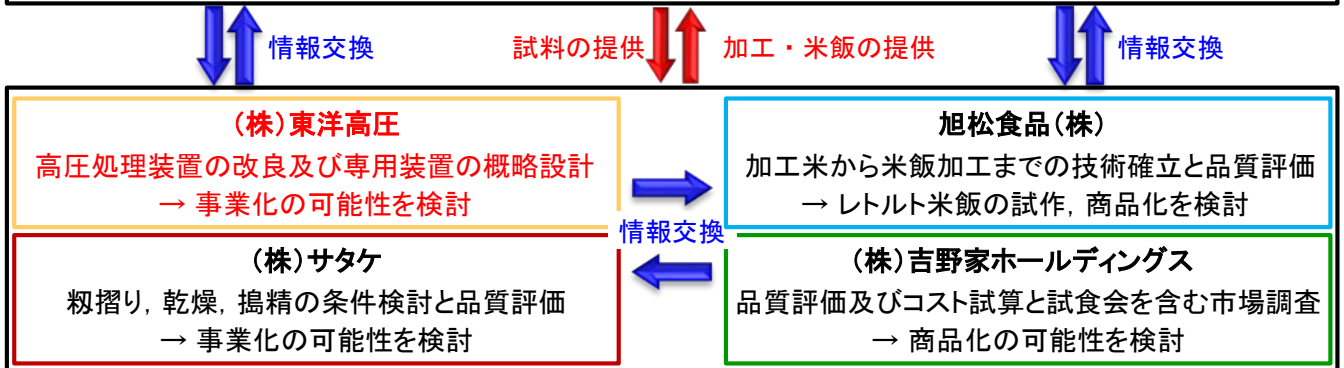 情報交換
試料の提供
加工・米飯の提供
情報交換
(株)東洋高圧
高圧処理装置の改良及び専用装置の概略設計
→ 事業化の可能性を検討
旭松食品(株)
加工米から米飯加工までの技術確立と品質評価
→ レトルト米飯の試作, 商品化を検討
情報交換
(株)サタケ
籾摺り, 乾燥, 搗精の条件検討と品質評価
→ 事業化の可能性を検討
(株)吉野家ホールディングス
品質評価及びコスト試算と試食会を含む市場調査
→ 商品化の可能性を検討